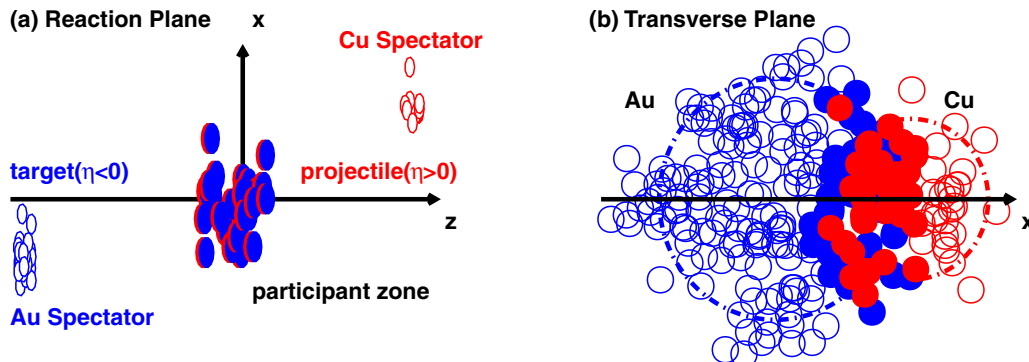 (a) Reaction Plane
x
Cu Spectator
target(η<0)
projectile(η>0)
z
participant zone
Au Spectator
(b) Transverse Plane
Au
Cu
x